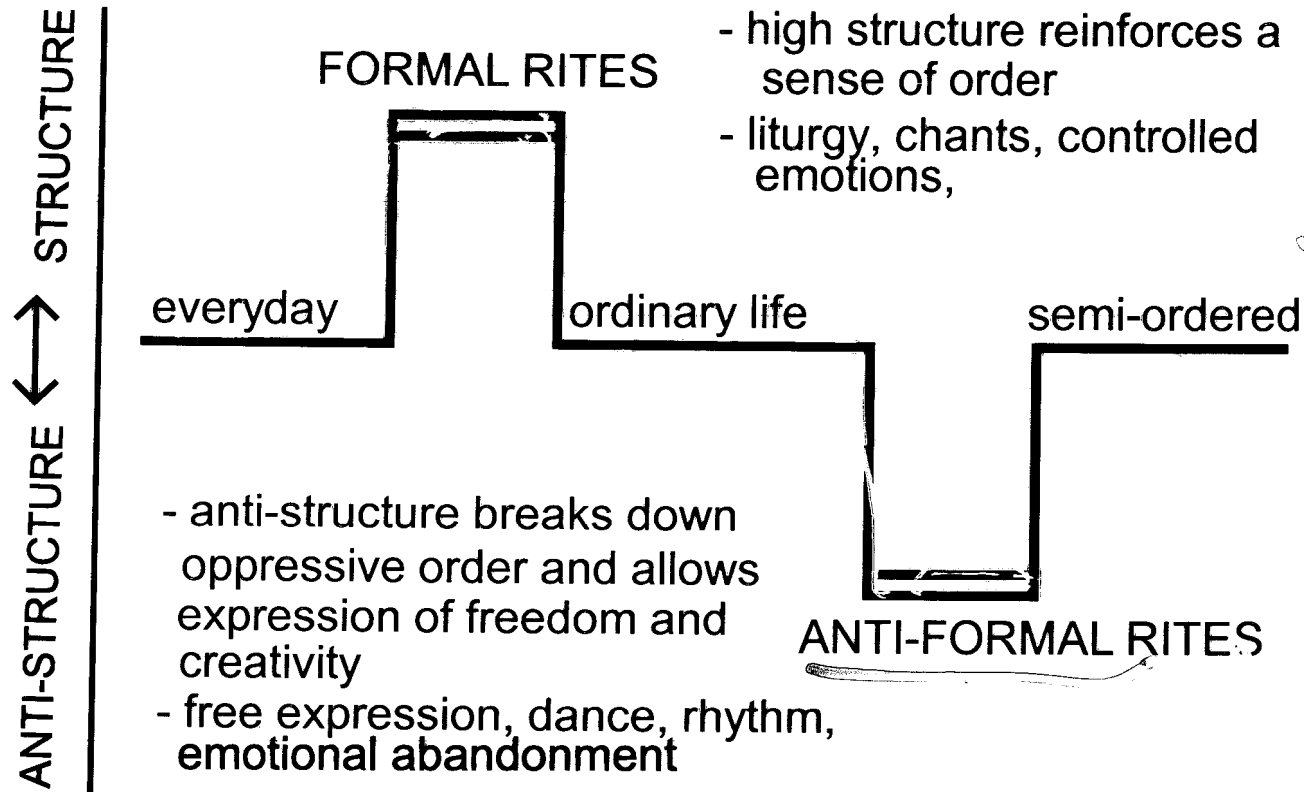 STRUCTURE
ANTI-STRUCTURE
FORMAL RITES
- high structure reinforces a
sense of order
- liturgy, chants, controlled
emotions,
everyday
ordinary life
semi-ordered
- anti-structure breaks down
oppressive order and allows
expression of freedom and
creativity
- free expression, dance, rhythm,
emotional abandonment
ANTI-FORMAL RITES